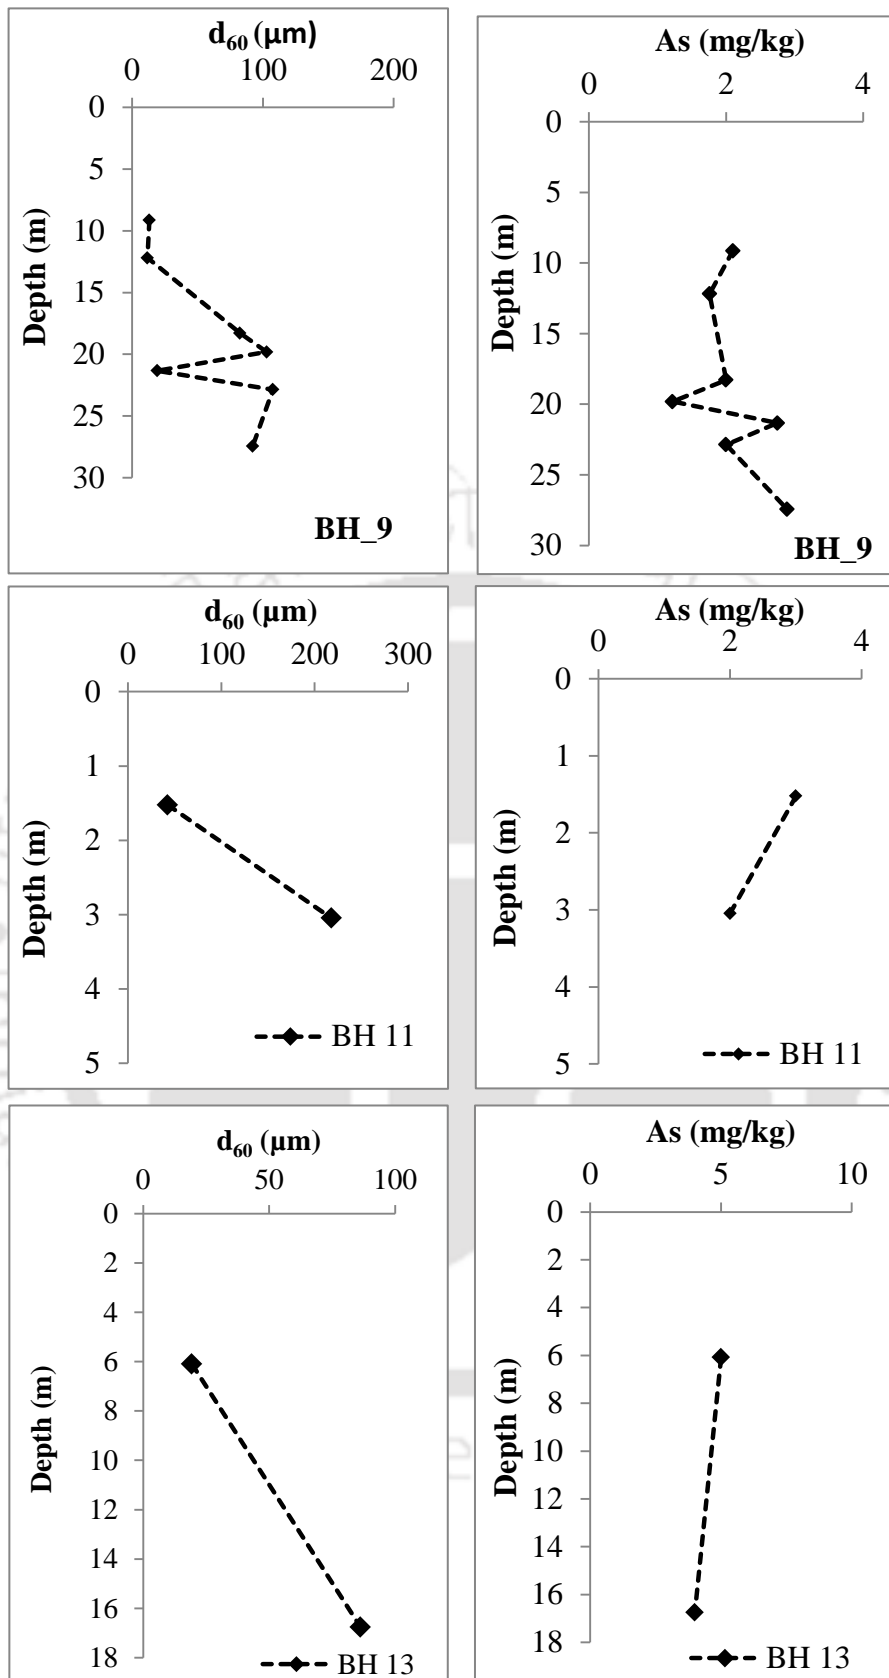 d60 (µm)
0 100 200
0
5
10
15
20
25
30
Depth (m)
BH_9
As (mg/kg)
0 2 4
0
5
10
15
20
25
30
Depth (m)
BH_9
d60 (µm)
0 100 200 300
0
1
2
3
4
5
Depth (m)
BH 11
As (mg/kg)
0 2 4
0
1
2
3
4
5
Depth (m)
BH 11
d60 (µm)
0 50 100
0
2
4
6
8
10
12
14
16
18
Depth (m)
BH 13
As (mg/kg)
0 5 10
0
2
4
6
8
10
12
14
16
18
Depth (m)
BH 13